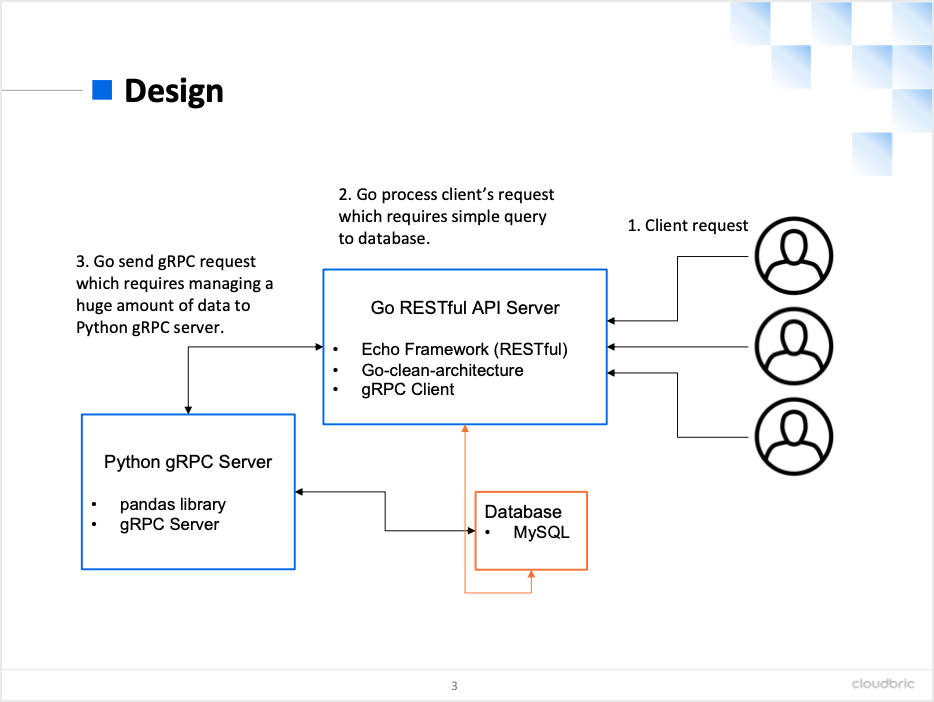 Design
2. Go process client's request
which requires simple query
to database.
1. Client request
3. Go send gRPC request
which requires managing a
huge amount of data to
Python gRPC server.
Go RESTful API Server
• Echo Framework (RESTful)
• Go-clean-architecture
• gRPC Client
Python gRPC Server
• pandas library
• gRPC Server
Database
• MySQL
3
cloudbric